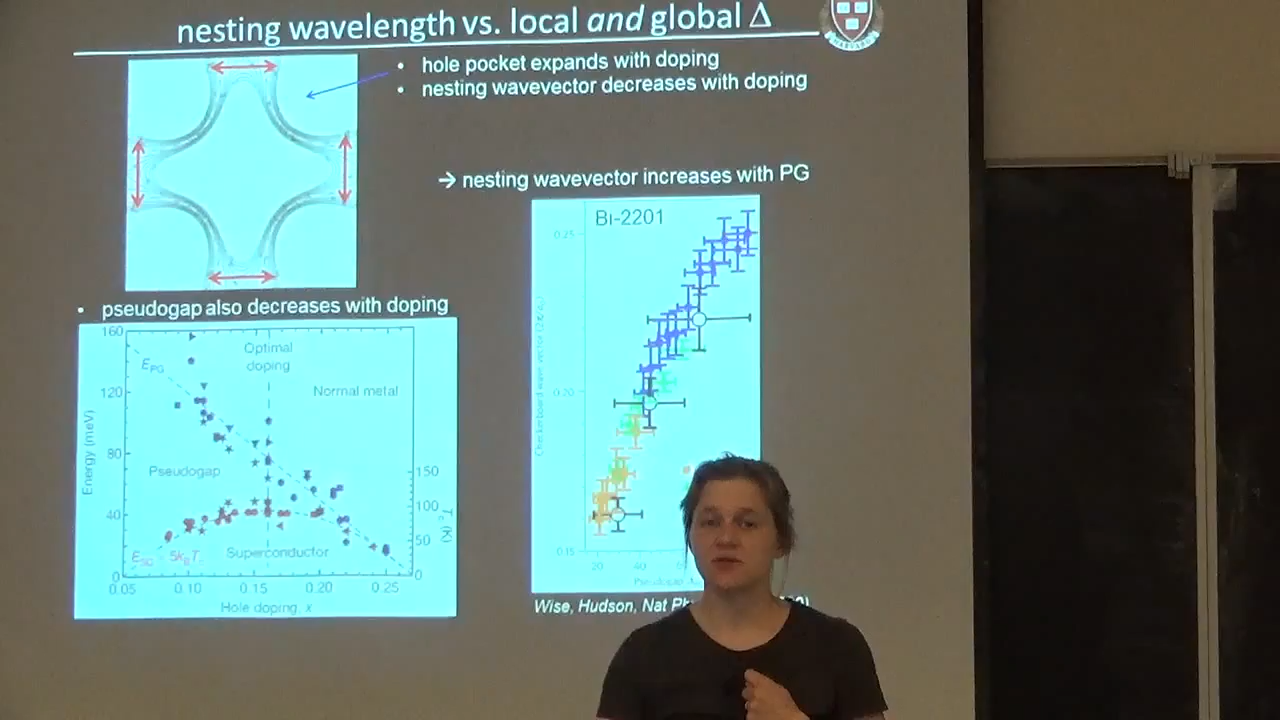 nesting wavelength vs. local and global Δ
• hole pocket expands with doping
• nesting wavevector decreases with doping
→ nesting wavevector increases with PG
• pseudogap also decreases with doping
160
120
80
40
0
Energy (meV)
E_PG
Optimal
doping
Normal metal
Pseudogap
Superconductor
150
100
50
0
T_c (K)
0.05 0.10 0.15 0.20 0.25
Hole doping, x
Bi-2201
0.25
0.20
0.15
20 40
Wise, Hudson, Nat